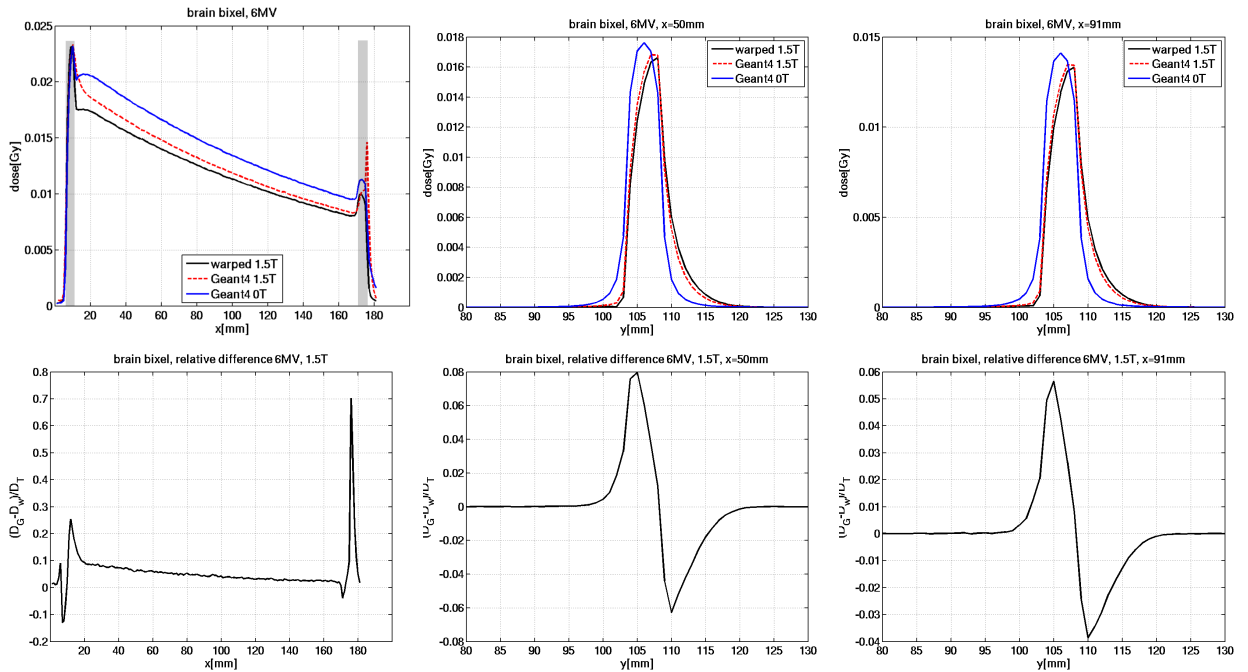 brain bixel, 6MV
dose[Gy]
0.025
0.02
0.015
0.01
0.005
0
warped 1.5T
Geant4 1.5T
Geant4 0T
20 40 60 80 100 120 140 160 180
x[mm]
brain bixel, 6MV, x=50mm
dose[Gy]
0.018
0.016
0.014
0.012
0.01
0.008
0.006
0.004
0.002
0
warped 1.5T
Geant4 1.5T
Geant4 0T
80 85 90 95 100 105 110 115 120 125 130
y[mm]
brain bixel, 6MV, x=91mm
dose[Gy]
0.015
0.01
0.005
0
warped 1.5T
Geant4 1.5T
Geant4 0T
80 85 90 95 100 105 110 115 120 125 130
y[mm]
brain bixel, relative difference 6MV, 1.5T
(D_G-D_w)/D_T
0.8
0.7
0.6
0.5
0.4
0.3
0.2
0.1
0
-0.1
-0.2
20 40 60 80 100 120 140 160 180
x[mm]
brain bixel, relative difference 6MV, 1.5T, x=50mm
(D_G-D_w)/D_T
0.08
0.06
0.04
0.02
0
-0.02
-0.04
-0.06
-0.08
80 85 90 95 100 105 110 115 120 125 130
y[mm]
brain bixel, relative difference 6MV, 1.5T, x=91mm
(D_G-D_w)/D_T
0.06
0.05
0.04
0.03
0.02
0.01
0
-0.01
-0.02
-0.03
-0.04
80 85 90 95 100 105 110 115 120 125 130
y[mm]